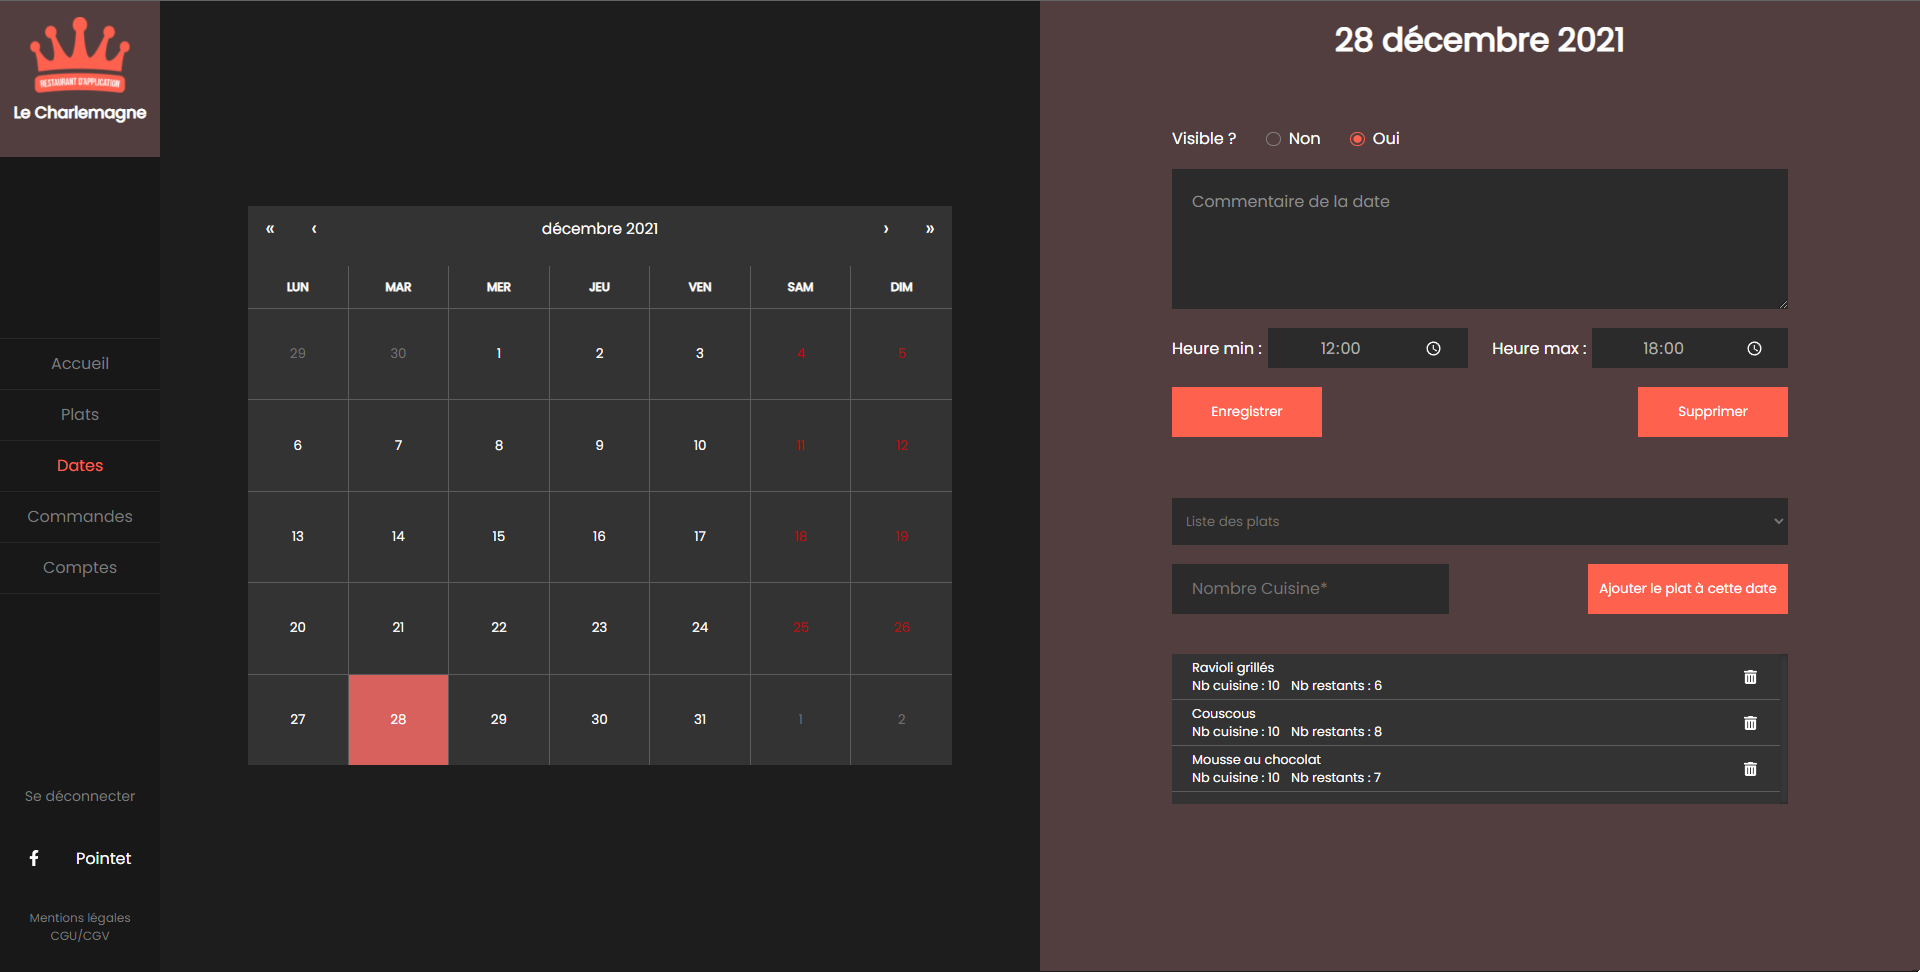 RESTAURANT D'APPLICATION
Le Charlemagne
Accueil
Plats
Dates
Commandes
Comptes
Se déconnecter
Pointet
Mentions légales
CGU/CGV
« ‹ décembre 2021 › »
LUN MAR MER JEU VEN SAM DIM
29 30 1 2 3 4 5
6 7 8 9 10 11 12
13 14 15 16 17 18 19
20 21 22 23 24 25 26
27 28 29 30 31 1 2
28 décembre 2021
Visible ? Non Oui
Commentaire de la date
Heure min : 12:00 Heure max : 18:00
Enregistrer Supprimer
Liste des plats
Nombre Cuisine* Ajouter le plat à cette date
Ravioli grillés
Nb cuisine : 10 Nb restants : 6
Couscous
Nb cuisine : 10 Nb restants : 8
Mousse au chocolat
Nb cuisine : 10 Nb restants : 7